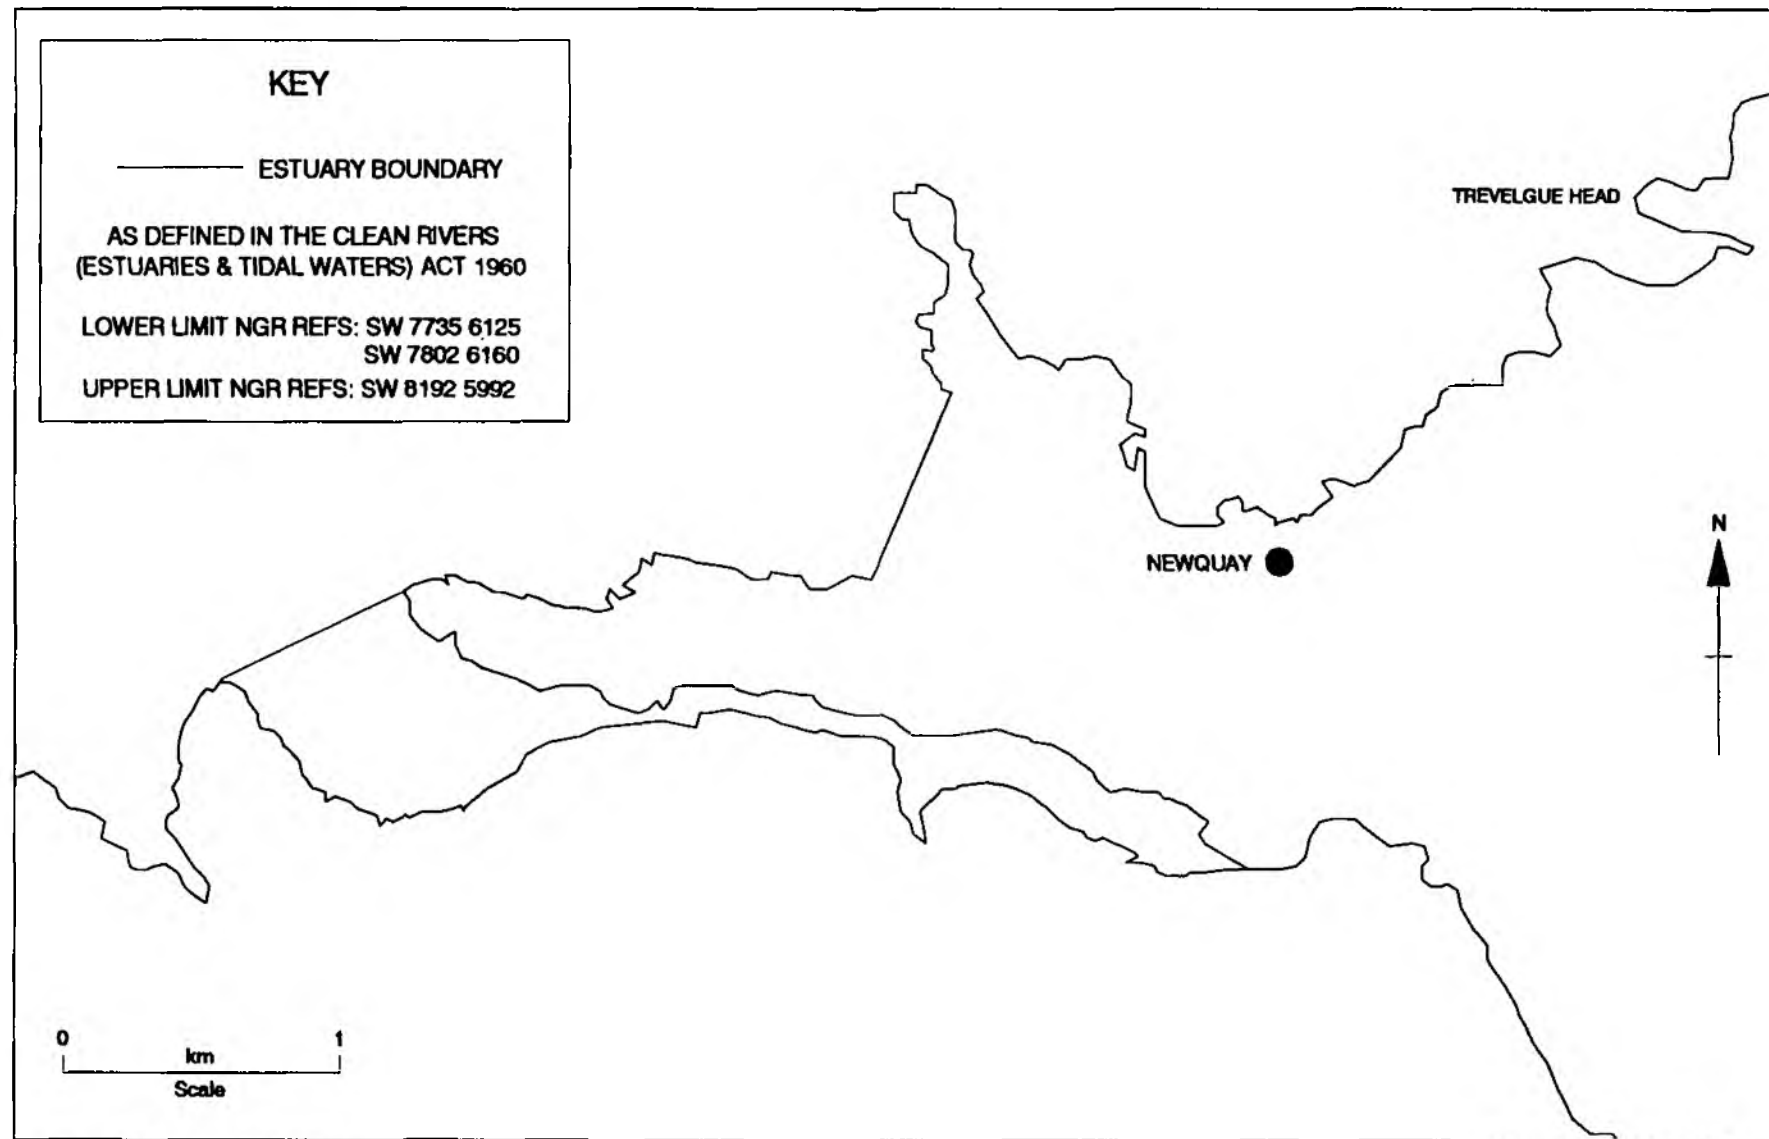 KEY
ESTUARY BOUNDARY
AS DEFINED IN THE CLEAN RIVERS
(ESTUARIES & TIDAL WATERS) ACT 1960
LOWER LIMIT NGR REFS: SW 7735 6125
SW 7802 6160
UPPER LIMIT NGR REFS: SW 8192 5992
TREVELGUE HEAD
NEWQUAY
N
0 1
km
Scale